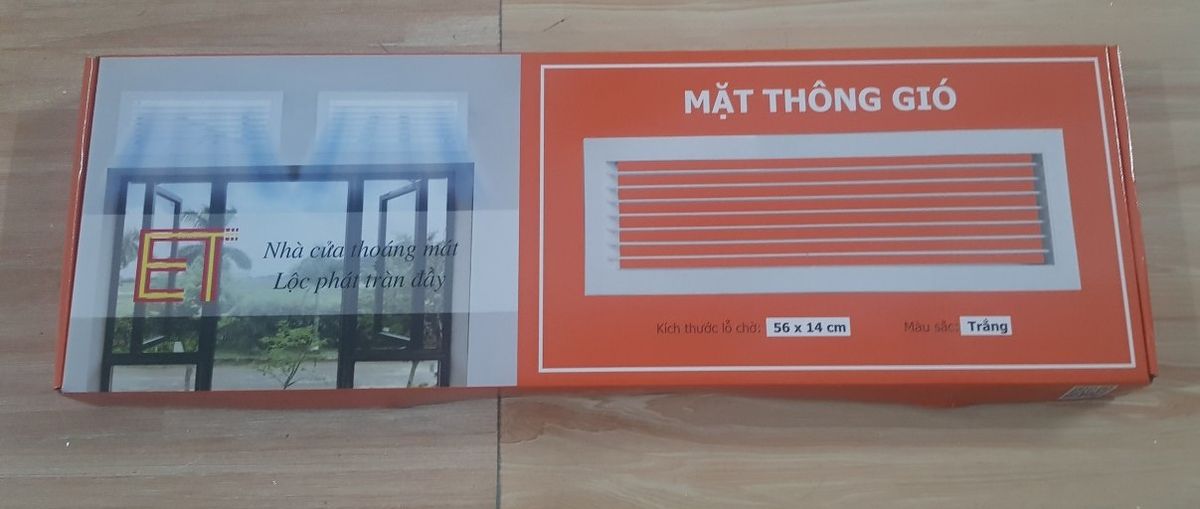 MẶT THÔNG GIÓ
ET
Nhà cửa thoáng mát
Lộc phát tràn đầy
Kích thước lỗ chờ: 56 x 14 cm
Màu sắc: Trắng